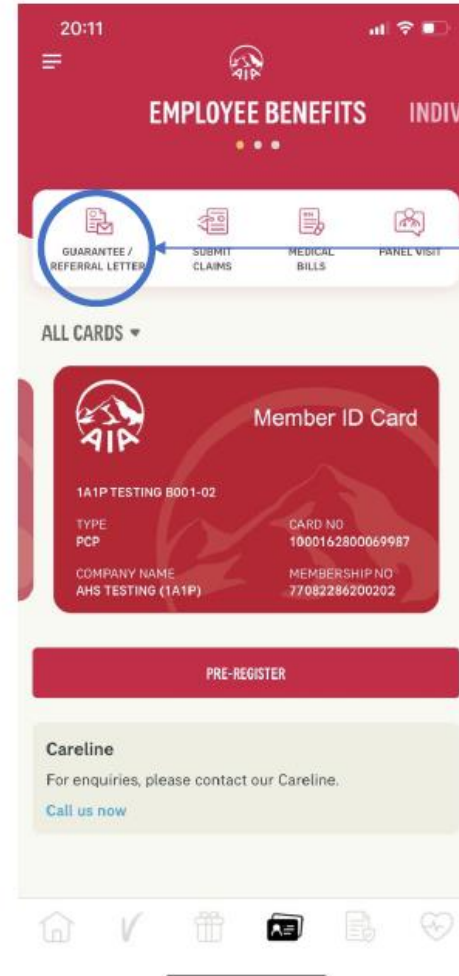 20:11
AIA
EMPLOYEE BENEFITS INDIV
GUARANTEE / REFERRAL LETTER
SUBMIT CLAIMS
MEDICAL BILLS
PANEL VISIT
ALL CARDS
AIA
Member ID Card
1A1P TESTING B001-02
TYPE CARD NO
PCP 1000162800069987
COMPANY NAME MEMBERSHIP NO
AHS TESTING (1A1P) 77082286200202
PRE-REGISTER
Careline
For enquiries, please contact our Careline.
Call us now